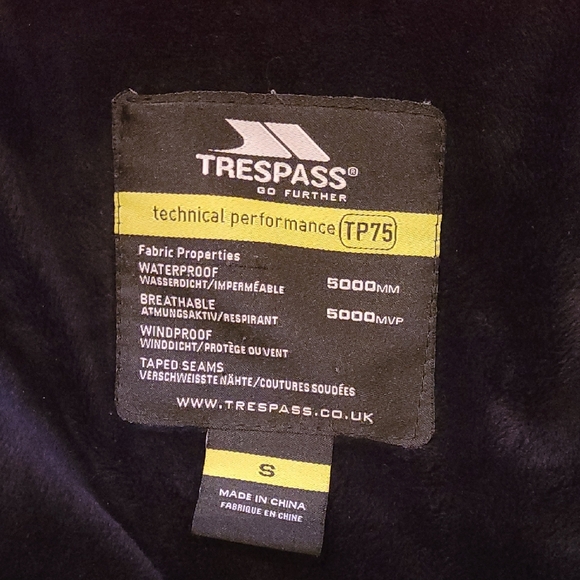 TRESPASS®
GO FURTHER
technical performance TP75
Fabric Properties
WATERPROOF 5000MM
WASSERDICHT/IMPERMÉABLE
BREATHABLE 5000MVP
ATMUNGSAKTIV/RESPIRANT
WINDPROOF
WINDDICHT/PROTÈGE OU VENT
TAPED SEAMS
VERSCHWEISSTE NÄHTE/COUTURES SOUDÉES
WWW.TRESPASS.CO.UK
S
MADE IN CHINA
FABRIQUE EN CHINE